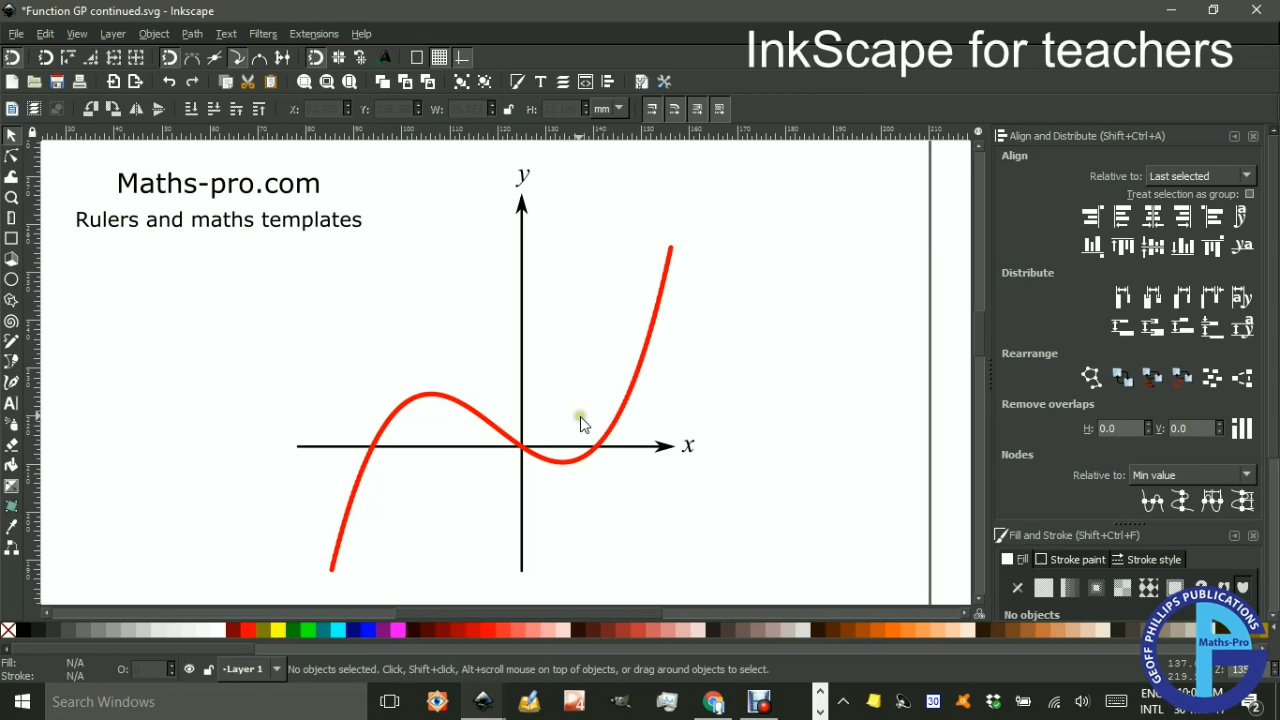 *Function GP continued.svg - Inkscape
File Edit View Layer Object Path Text Filters Extensions Help
InkScape for teachers
X: Y: W: H: mm
Maths-pro.com
Rulers and maths templates
y
x
Align and Distribute (Shift+Ctrl+A)
Align
Relative to: Last selected
Treat selection as group:
Distribute
Rearrange
Remove overlaps
H: 0.0 V: 0.0
Nodes
Relative to: Min value
Fill and Stroke (Shift+Ctrl+F)
Fill Stroke paint Stroke style
No objects
GEOFF PHILLIPS PUBLICATIONS
Maths-Pro
Fill: N/A
Stroke: N/A
O:
Layer 1
No objects selected. Click, Shift+click, Alt+scroll mouse on top of objects, or drag around objects to select.
Search Windows
ENG
INTL